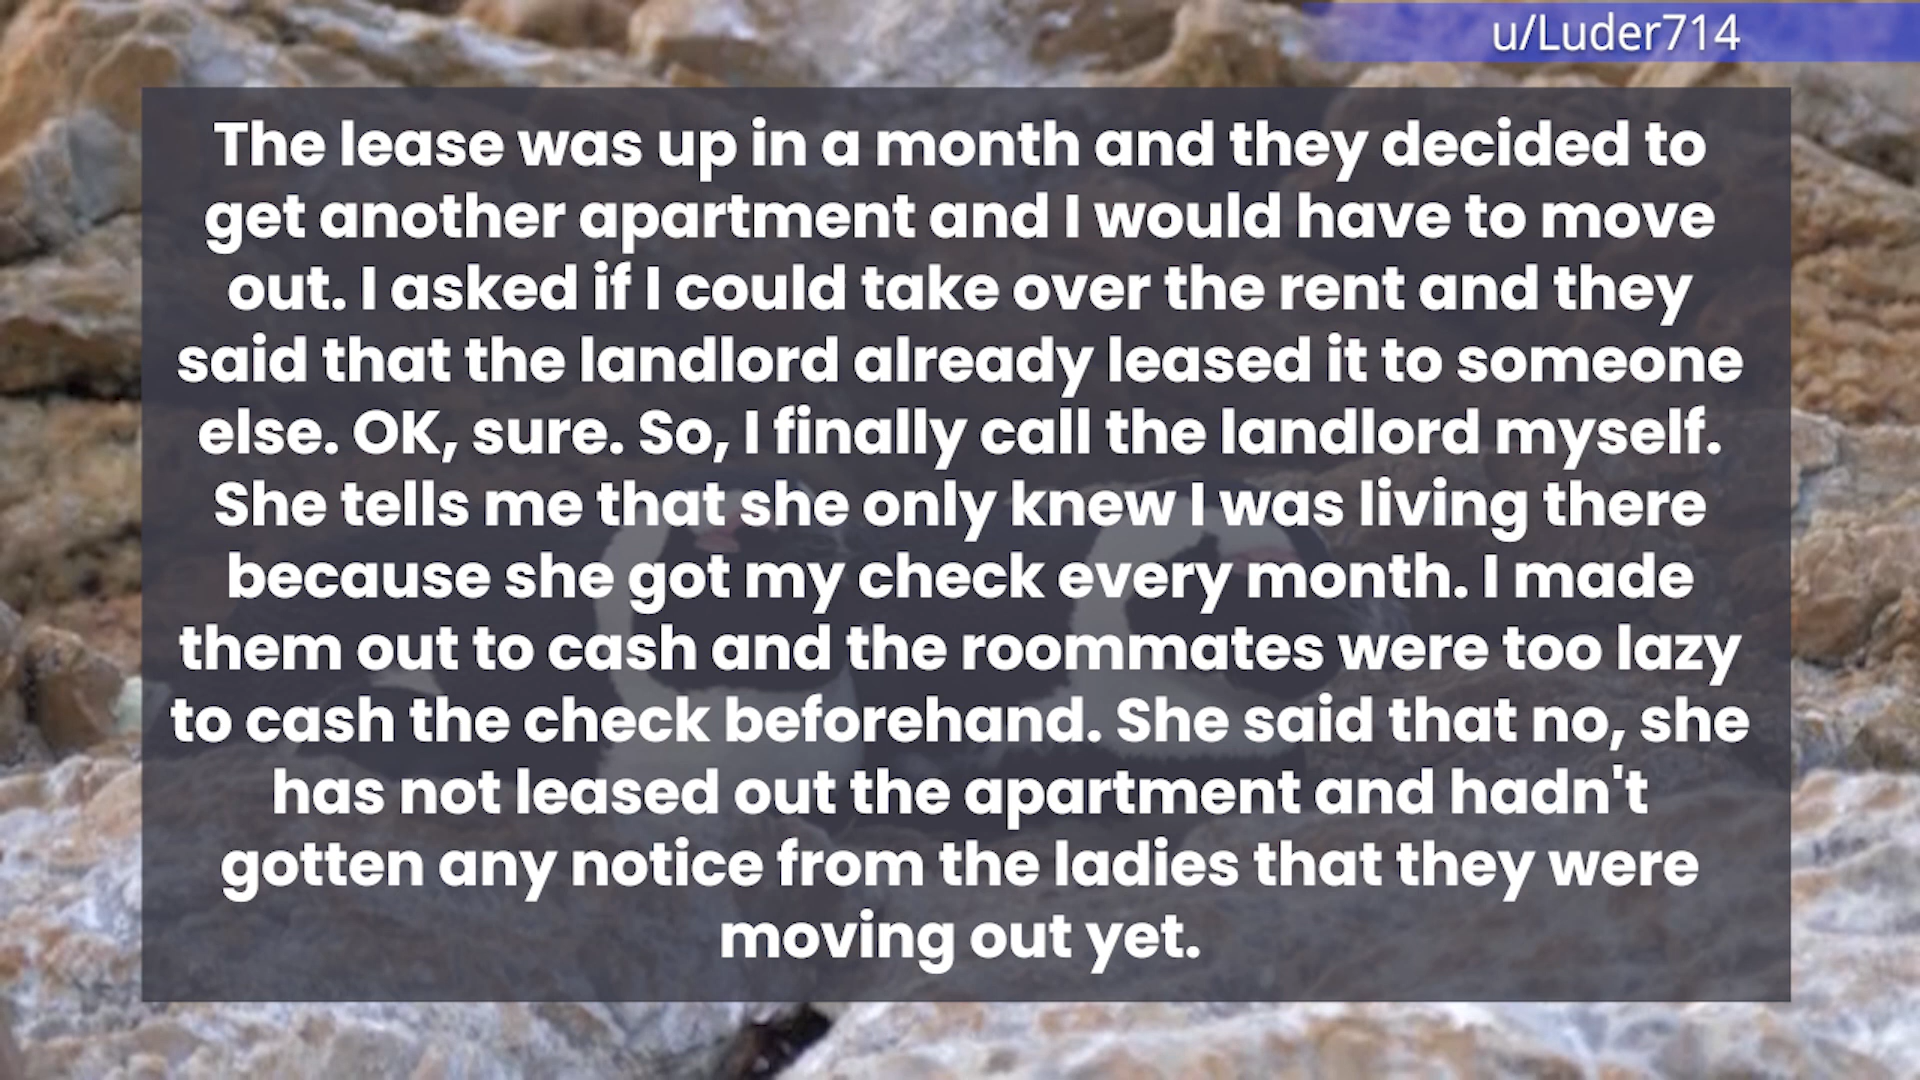 u/Luder714
The lease was up in a month and they decided to
get another apartment and I would have to move
out. I asked if I could take over the rent and they
said that the landlord already leased it to someone
else. OK, sure. So, I finally call the landlord myself.
She tells me that she only knew I was living there
because she got my check every month. I made
them out to cash and the roommates were too lazy
to cash the check beforehand. She said that no, she
has not leased out the apartment and hadn't
gotten any notice from the ladies that they were
moving out yet.